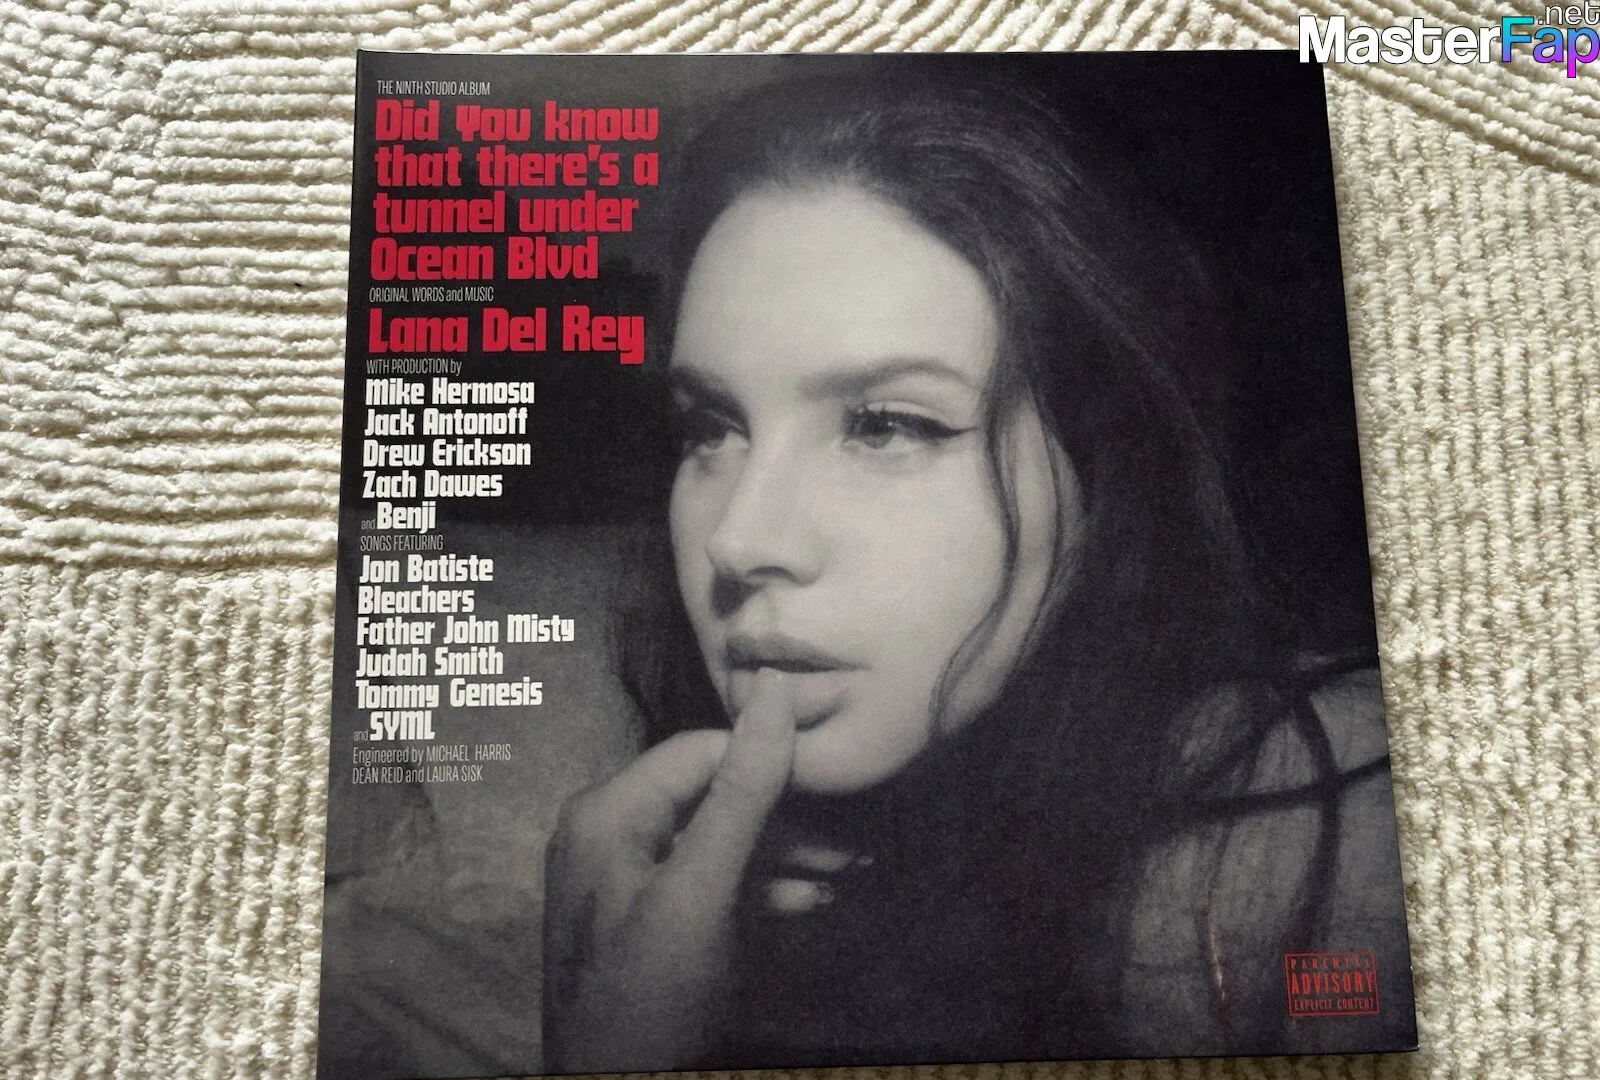 MasterFap
.net
THE NINTH STUDIO ALBUM
Did you know
that there's a
tunnel under
Ocean Blvd
ORIGINAL WORDS and MUSIC
Lana Del Rey
WITH PRODUCTION by
Mike Hermosa
Jack Antonoff
Drew Erickson
Zach Dawes
and Benji
SONGS FEATURING
Jon Batiste
Bleachers
Father John Misty
Judah Smith
Tommy Genesis
and SYML
Engineered by MICHAEL HARRIS
DEAN REID and LAURA SISK
PARENTAL
ADVISORY
EXPLICIT CONTENT